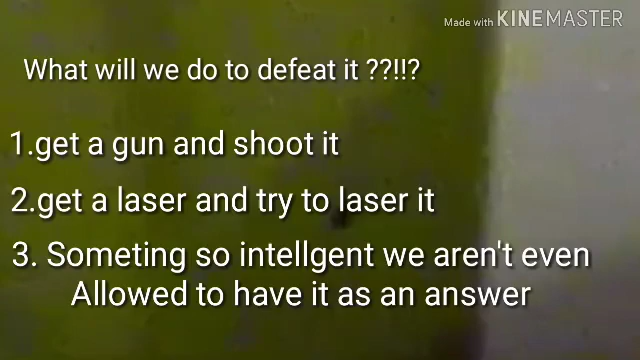 Made with KINEMASTER
What will we do to defeat it ??!!?
1.get a gun and shoot it
2.get a laser and try to laser it
3. Someting so intellgent we aren't even
Allowed to have it as an answer